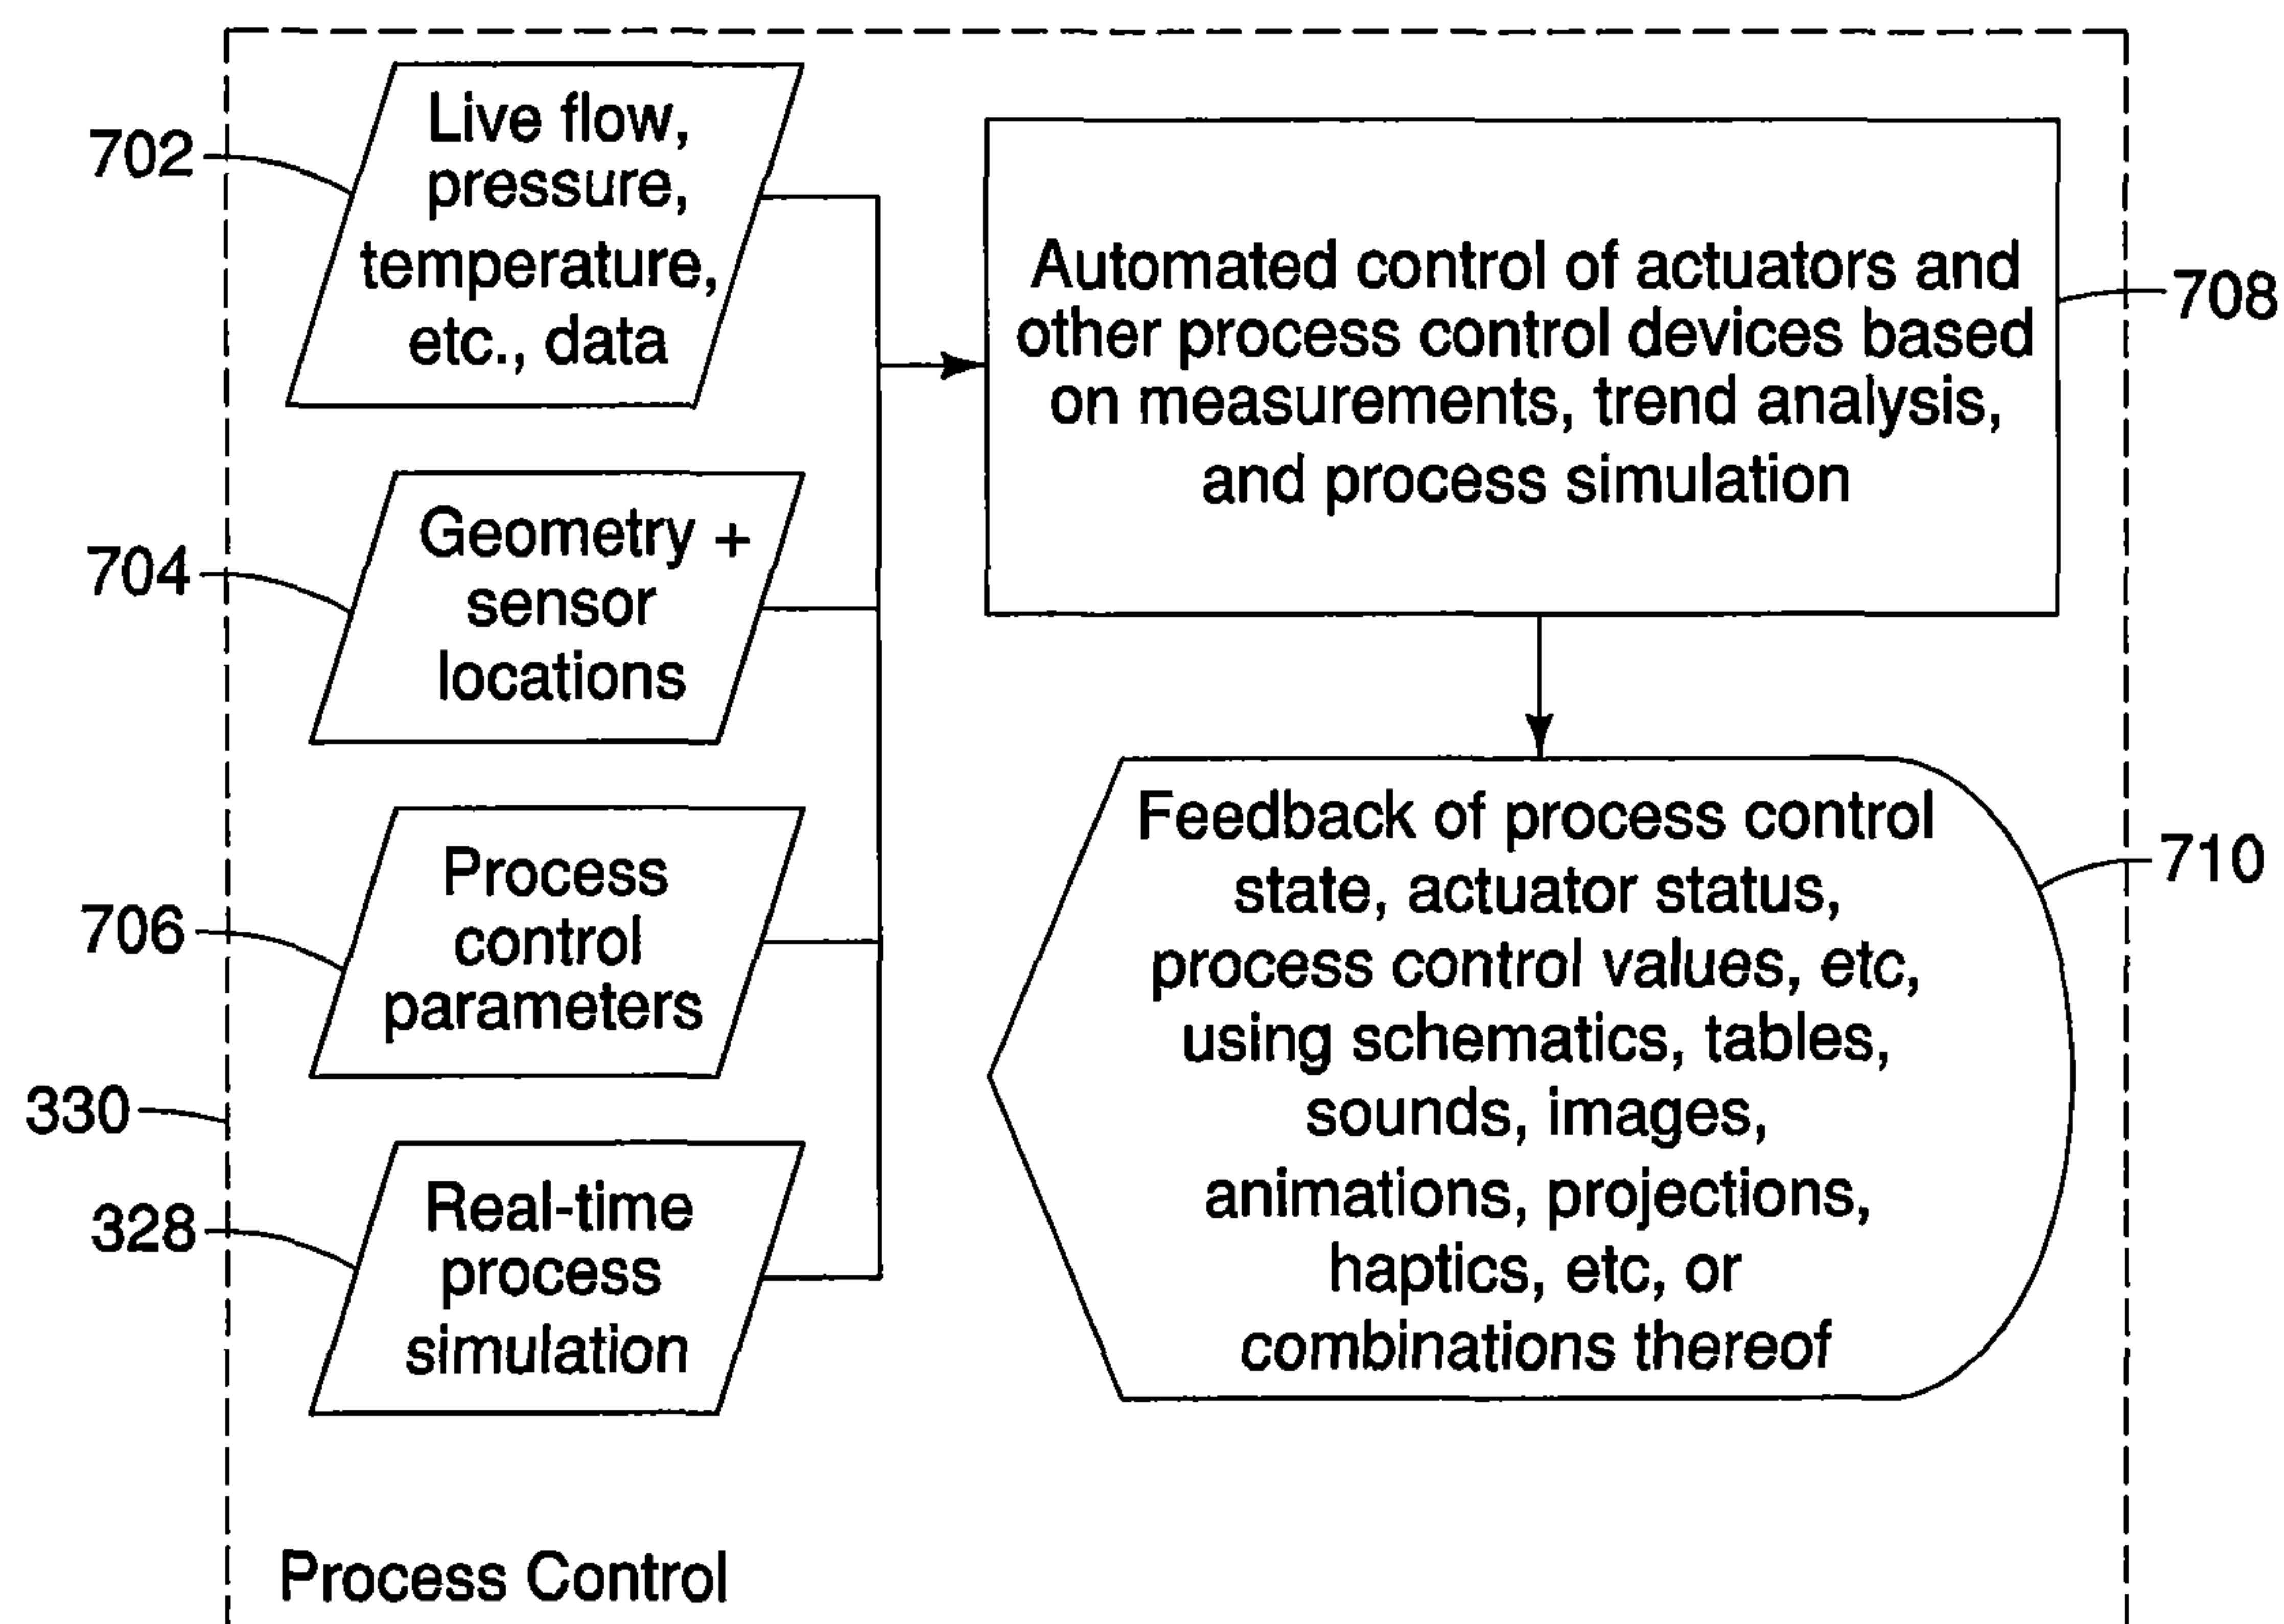 702
Live flow,
pressure,
temperature,
etc., data
704
Geometry +
sensor
locations
706
Process
control
parameters
330
328
Real-time
process
simulation
Automated control of actuators and
other process control devices based
on measurements, trend analysis,
and process simulation
708
Feedback of process control
state, actuator status,
process control values, etc,
using schematics, tables,
sounds, images,
animations, projections,
haptics, etc, or
combinations thereof
710
Process Control